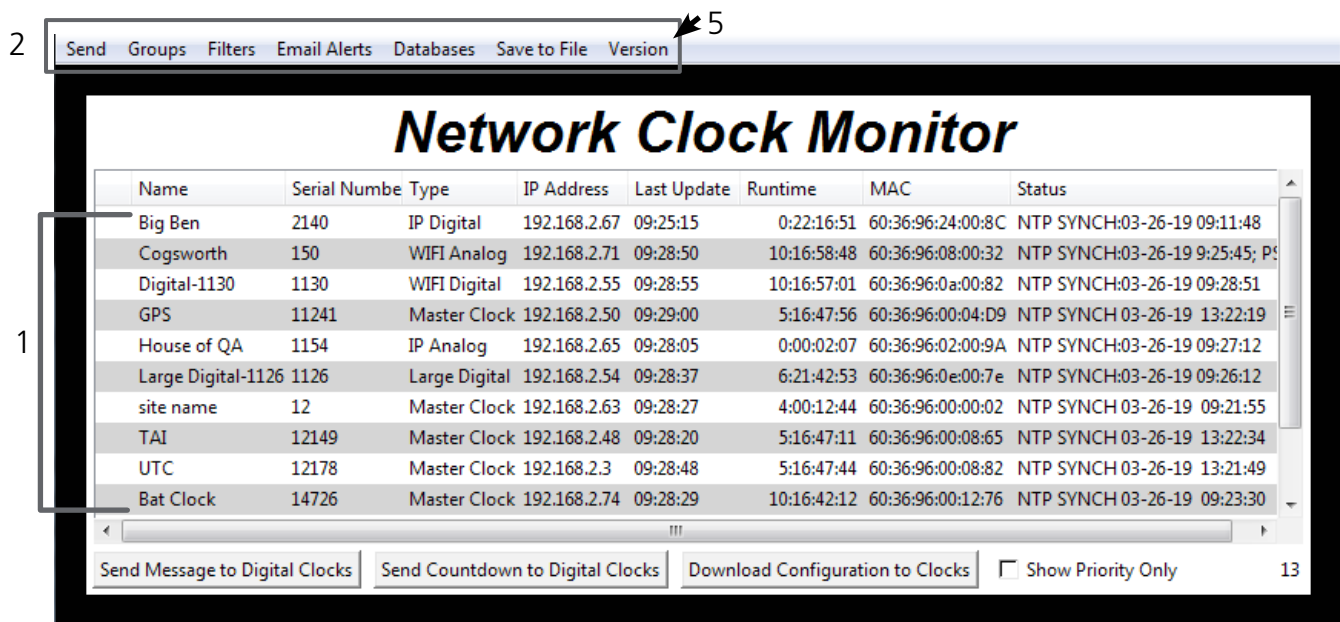 2
5
Send Groups Filters Email Alerts Databases Save to File Version
Network Clock Monitor
Name Serial Numbe Type IP Address Last Update Runtime MAC Status
1
Big Ben 2140 IP Digital 192.168.2.67 09:25:15 0:22:16:51 60:36:96:24:00:8C NTP SYNCH:03-26-19 09:11:48
Cogsworth 150 WIFI Analog 192.168.2.71 09:28:50 10:16:58:48 60:36:96:08:00:32 NTP SYNCH:03-26-19 9:25:45; PS
Digital-1130 1130 WIFI Digital 192.168.2.55 09:28:55 10:16:57:01 60:36:96:0a:00:82 NTP SYNCH:03-26-19 09:28:51
GPS 11241 Master Clock 192.168.2.50 09:29:00 5:16:47:56 60:36:96:00:04:D9 NTP SYNCH 03-26-19 13:22:19
House of QA 1154 IP Analog 192.168.2.65 09:28:05 0:00:02:07 60:36:96:02:00:9A NTP SYNCH:03-26-19 09:27:12
Large Digital-1126 1126 Large Digital 192.168.2.54 09:28:37 6:21:42:53 60:36:96:0e:00:7e NTP SYNCH:03-26-19 09:26:12
site name 12 Master Clock 192.168.2.63 09:28:27 4:00:12:44 60:36:96:00:00:02 NTP SYNCH 03-26-19 09:21:55
TAI 12149 Master Clock 192.168.2.48 09:28:20 5:16:47:11 60:36:96:00:08:65 NTP SYNCH 03-26-19 13:22:34
UTC 12178 Master Clock 192.168.2.3 09:28:48 5:16:47:44 60:36:96:00:08:82 NTP SYNCH 03-26-19 13:21:49
Bat Clock 14726 Master Clock 192.168.2.74 09:28:29 10:16:42:12 60:36:96:00:12:76 NTP SYNCH 03-26-19 09:23:30
Send Message to Digital Clocks Send Countdown to Digital Clocks Download Configuration to Clocks Show Priority Only 13